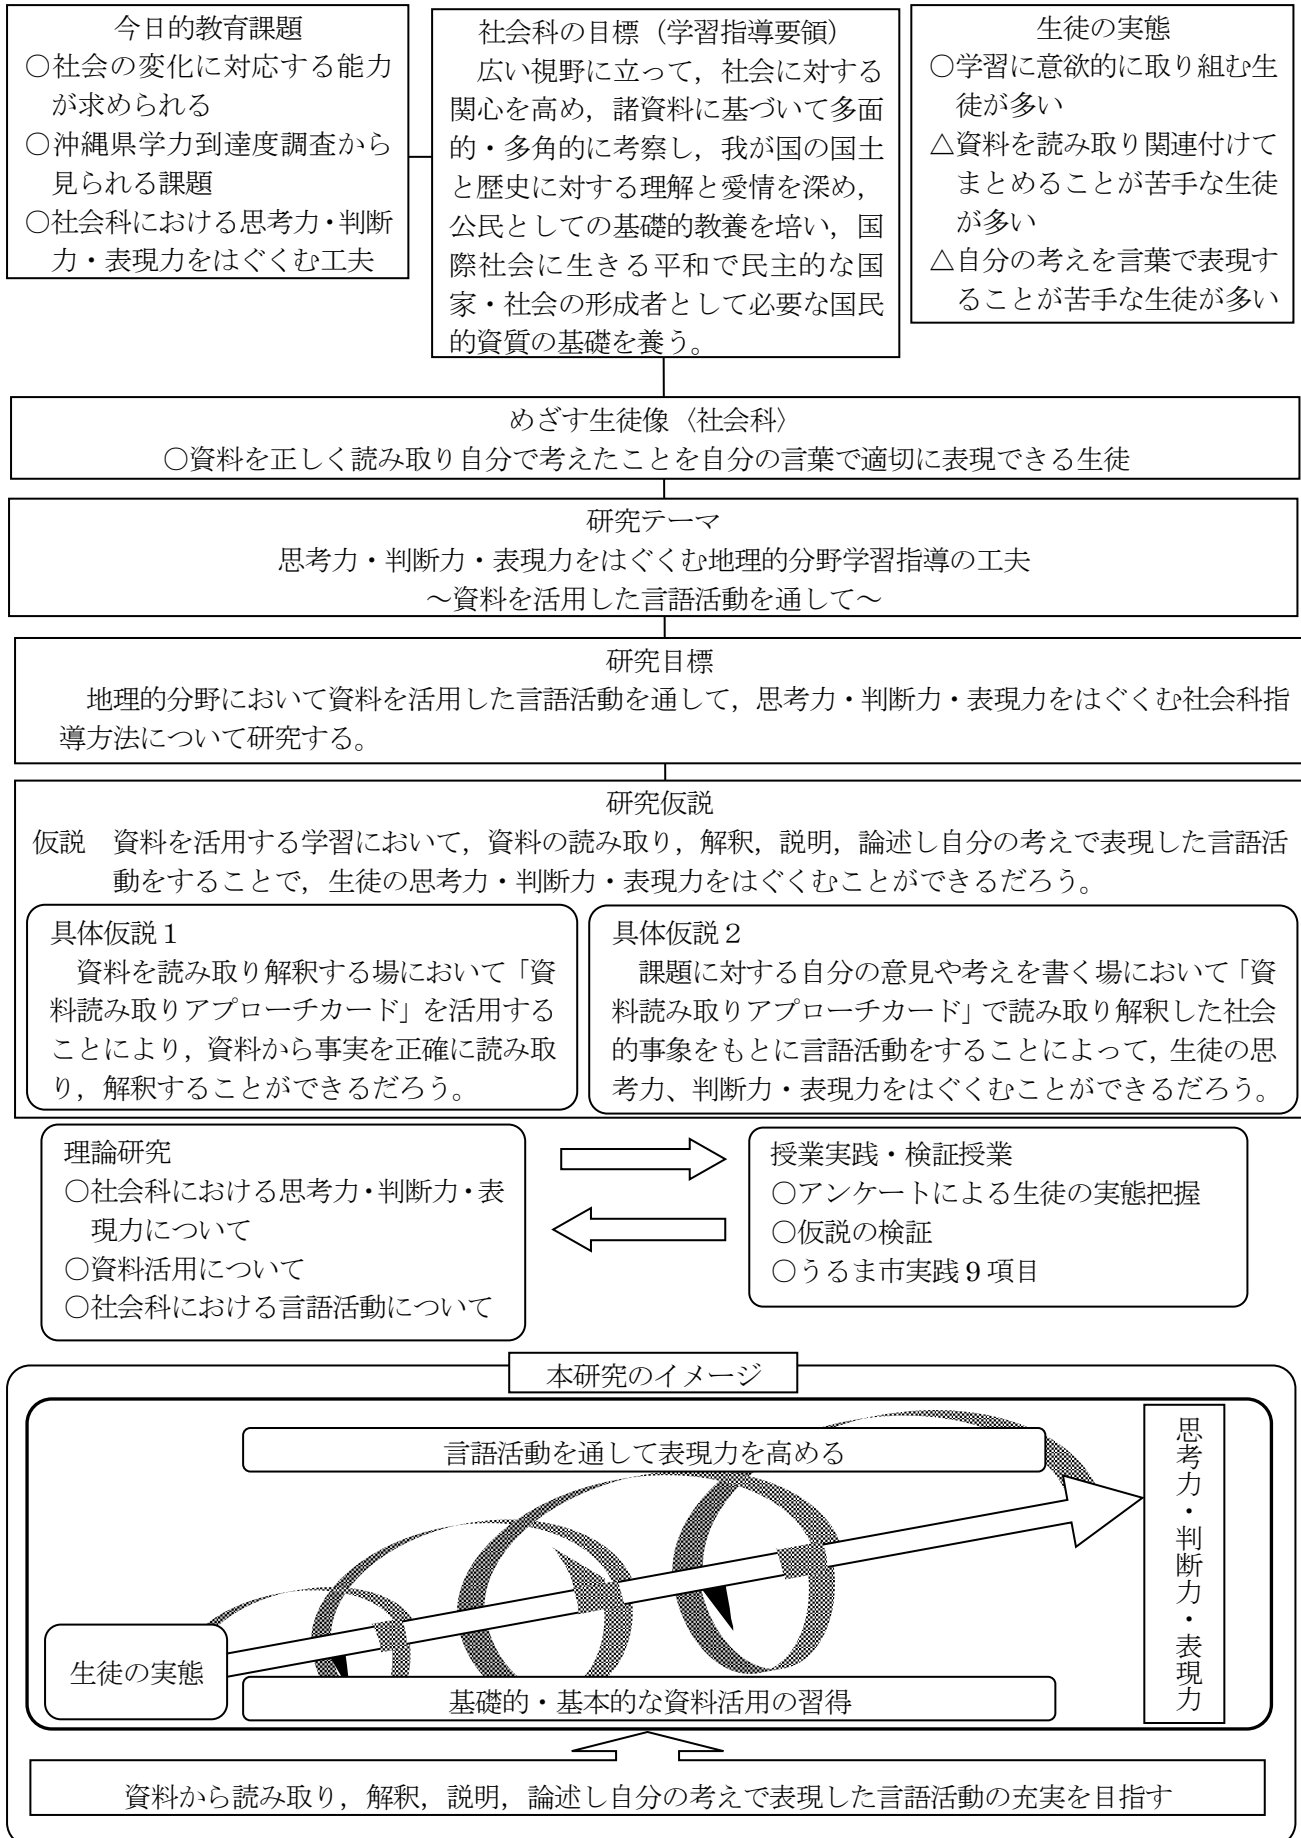 今日的教育課題
○社会の変化に対応する能力
が求められる
○沖縄県学力到達度調査から
見られる課題
○社会科における思考力・判断
力・表現力をはぐくむ工夫
社会科の目標（学習指導要領）
広い視野に立って，社会に対する
関心を高め，諸資料に基づいて多面
的・多角的に考察し，我が国の国土
と歴史に対する理解と愛情を深め，
公民としての基礎的教養を培い，国
際社会に生きる平和で民主的な国
家・社会の形成者として必要な国民
的資質の基礎を養う。
生徒の実態
○学習に意欲的に取り組む生
徒が多い
△資料を読み取り関連付けて
まとめることが苦手な生徒
が多い
△自分の考えを言葉で表現す
ることが苦手な生徒が多い
めざす生徒像〈社会科〉
○資料を正しく読み取り自分で考えたことを自分の言葉で適切に表現できる生徒
研究テーマ
思考力・判断力・表現力をはぐくむ地理的分野学習指導の工夫
～資料を活用した言語活動を通して～
研究目標
地理的分野において資料を活用した言語活動を通して，思考力・判断力・表現力をはぐくむ社会科指
導方法について研究する。
研究仮説
仮説　資料を活用する学習において，資料の読み取り，解釈，説明，論述し自分の考えで表現した言語活
動をすることで，生徒の思考力・判断力・表現力をはぐくむことができるだろう。
具体仮説１
資料を読み取り解釈する場において「資
料読み取りアプローチカード」を活用する
ことにより，資料から事実を正確に読み取
り，解釈することができるだろう。
具体仮説２
課題に対する自分の意見や考えを書く場において「資
料読み取りアプローチカード」で読み取り解釈した社会
的事象をもとに言語活動をすることによって，生徒の思
考力、判断力・表現力をはぐくむことができるだろう。
理論研究
○社会科における思考力・判断力・表
現力について
○資料活用について
○社会科における言語活動について
授業実践・検証授業
○アンケートによる生徒の実態把握
○仮説の検証
○うるま市実践９項目
本研究のイメージ
言語活動を通して表現力を高める
思考力・判断力・表現力
生徒の実態
基礎的・基本的な資料活用の習得
資料から読み取り，解釈，説明，論述し自分の考えで表現した言語活動の充実を目指す